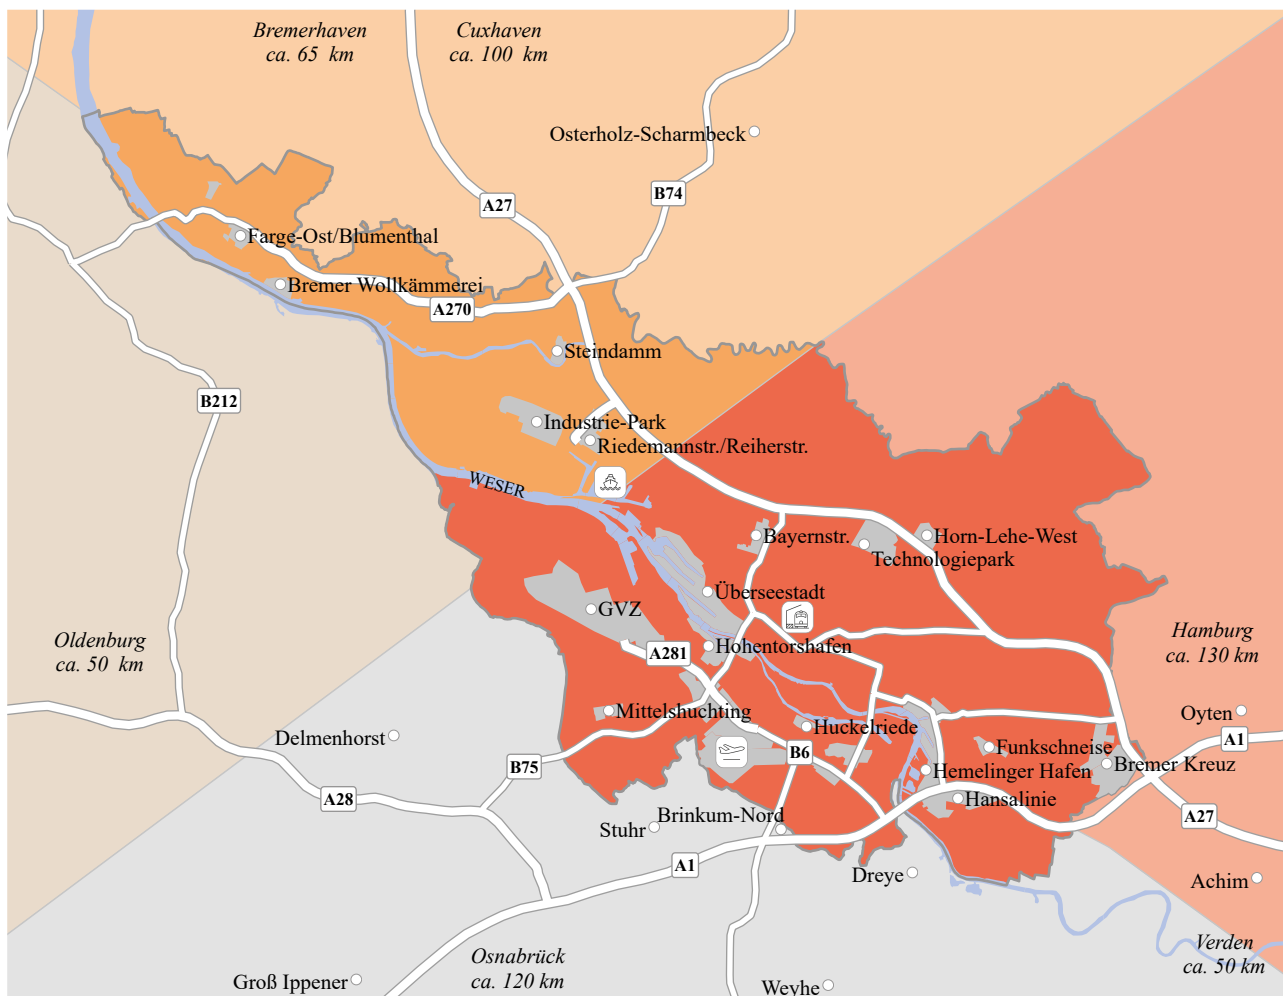 Bremerhaven
ca. 65 km
Cuxhaven
ca. 100 km
Osterholz-Scharmbeck
B74
A27
Farge-Ost/Blumenthal
Bremer Wollkämmerei
A270
Steindamm
B212
Industrie-Park
Riedemannstr./Reiherstr.
WESER
Bayernstr.
Horn-Lehe-West
Technologiepark
Überseestadt
GVZ
Oldenburg
ca. 50 km
Hamburg
ca. 130 km
A281
Hohentorshafen
Mittelshuchting
Oyten
Huckelriede
Delmenhorst
Funkschneise
A1
B6
Bremer Kreuz
B75
Hemelinger Hafen
A28
Hansalinie
Brinkum-Nord
A27
Stuhr
A1
Dreye
Achim
Osnabrück
ca. 120 km
Verden
ca. 50 km
Groß Ippener
Weyhe